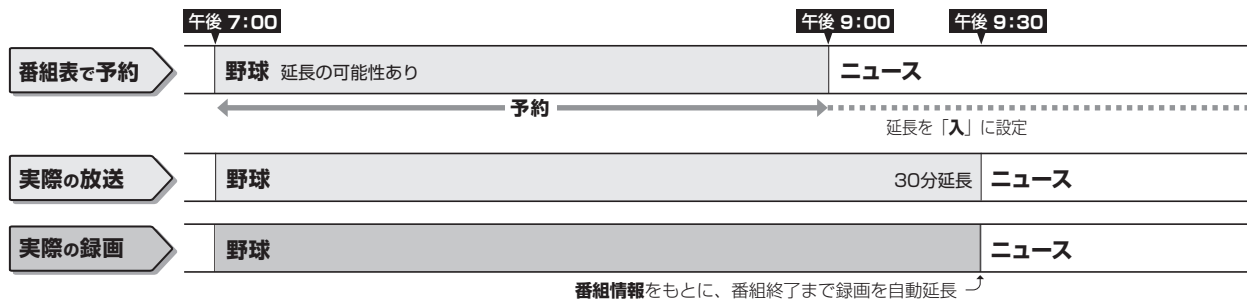 午後 7:00 午後 9:00 午後 9:30
番組表で予約 野球 延長の可能性あり ニュース
予約
延長を「入」に設定
実際の放送 野球 30分延長 ニュース
実際の録画 野球 ニュース
番組情報をもとに、番組終了まで録画を自動延長